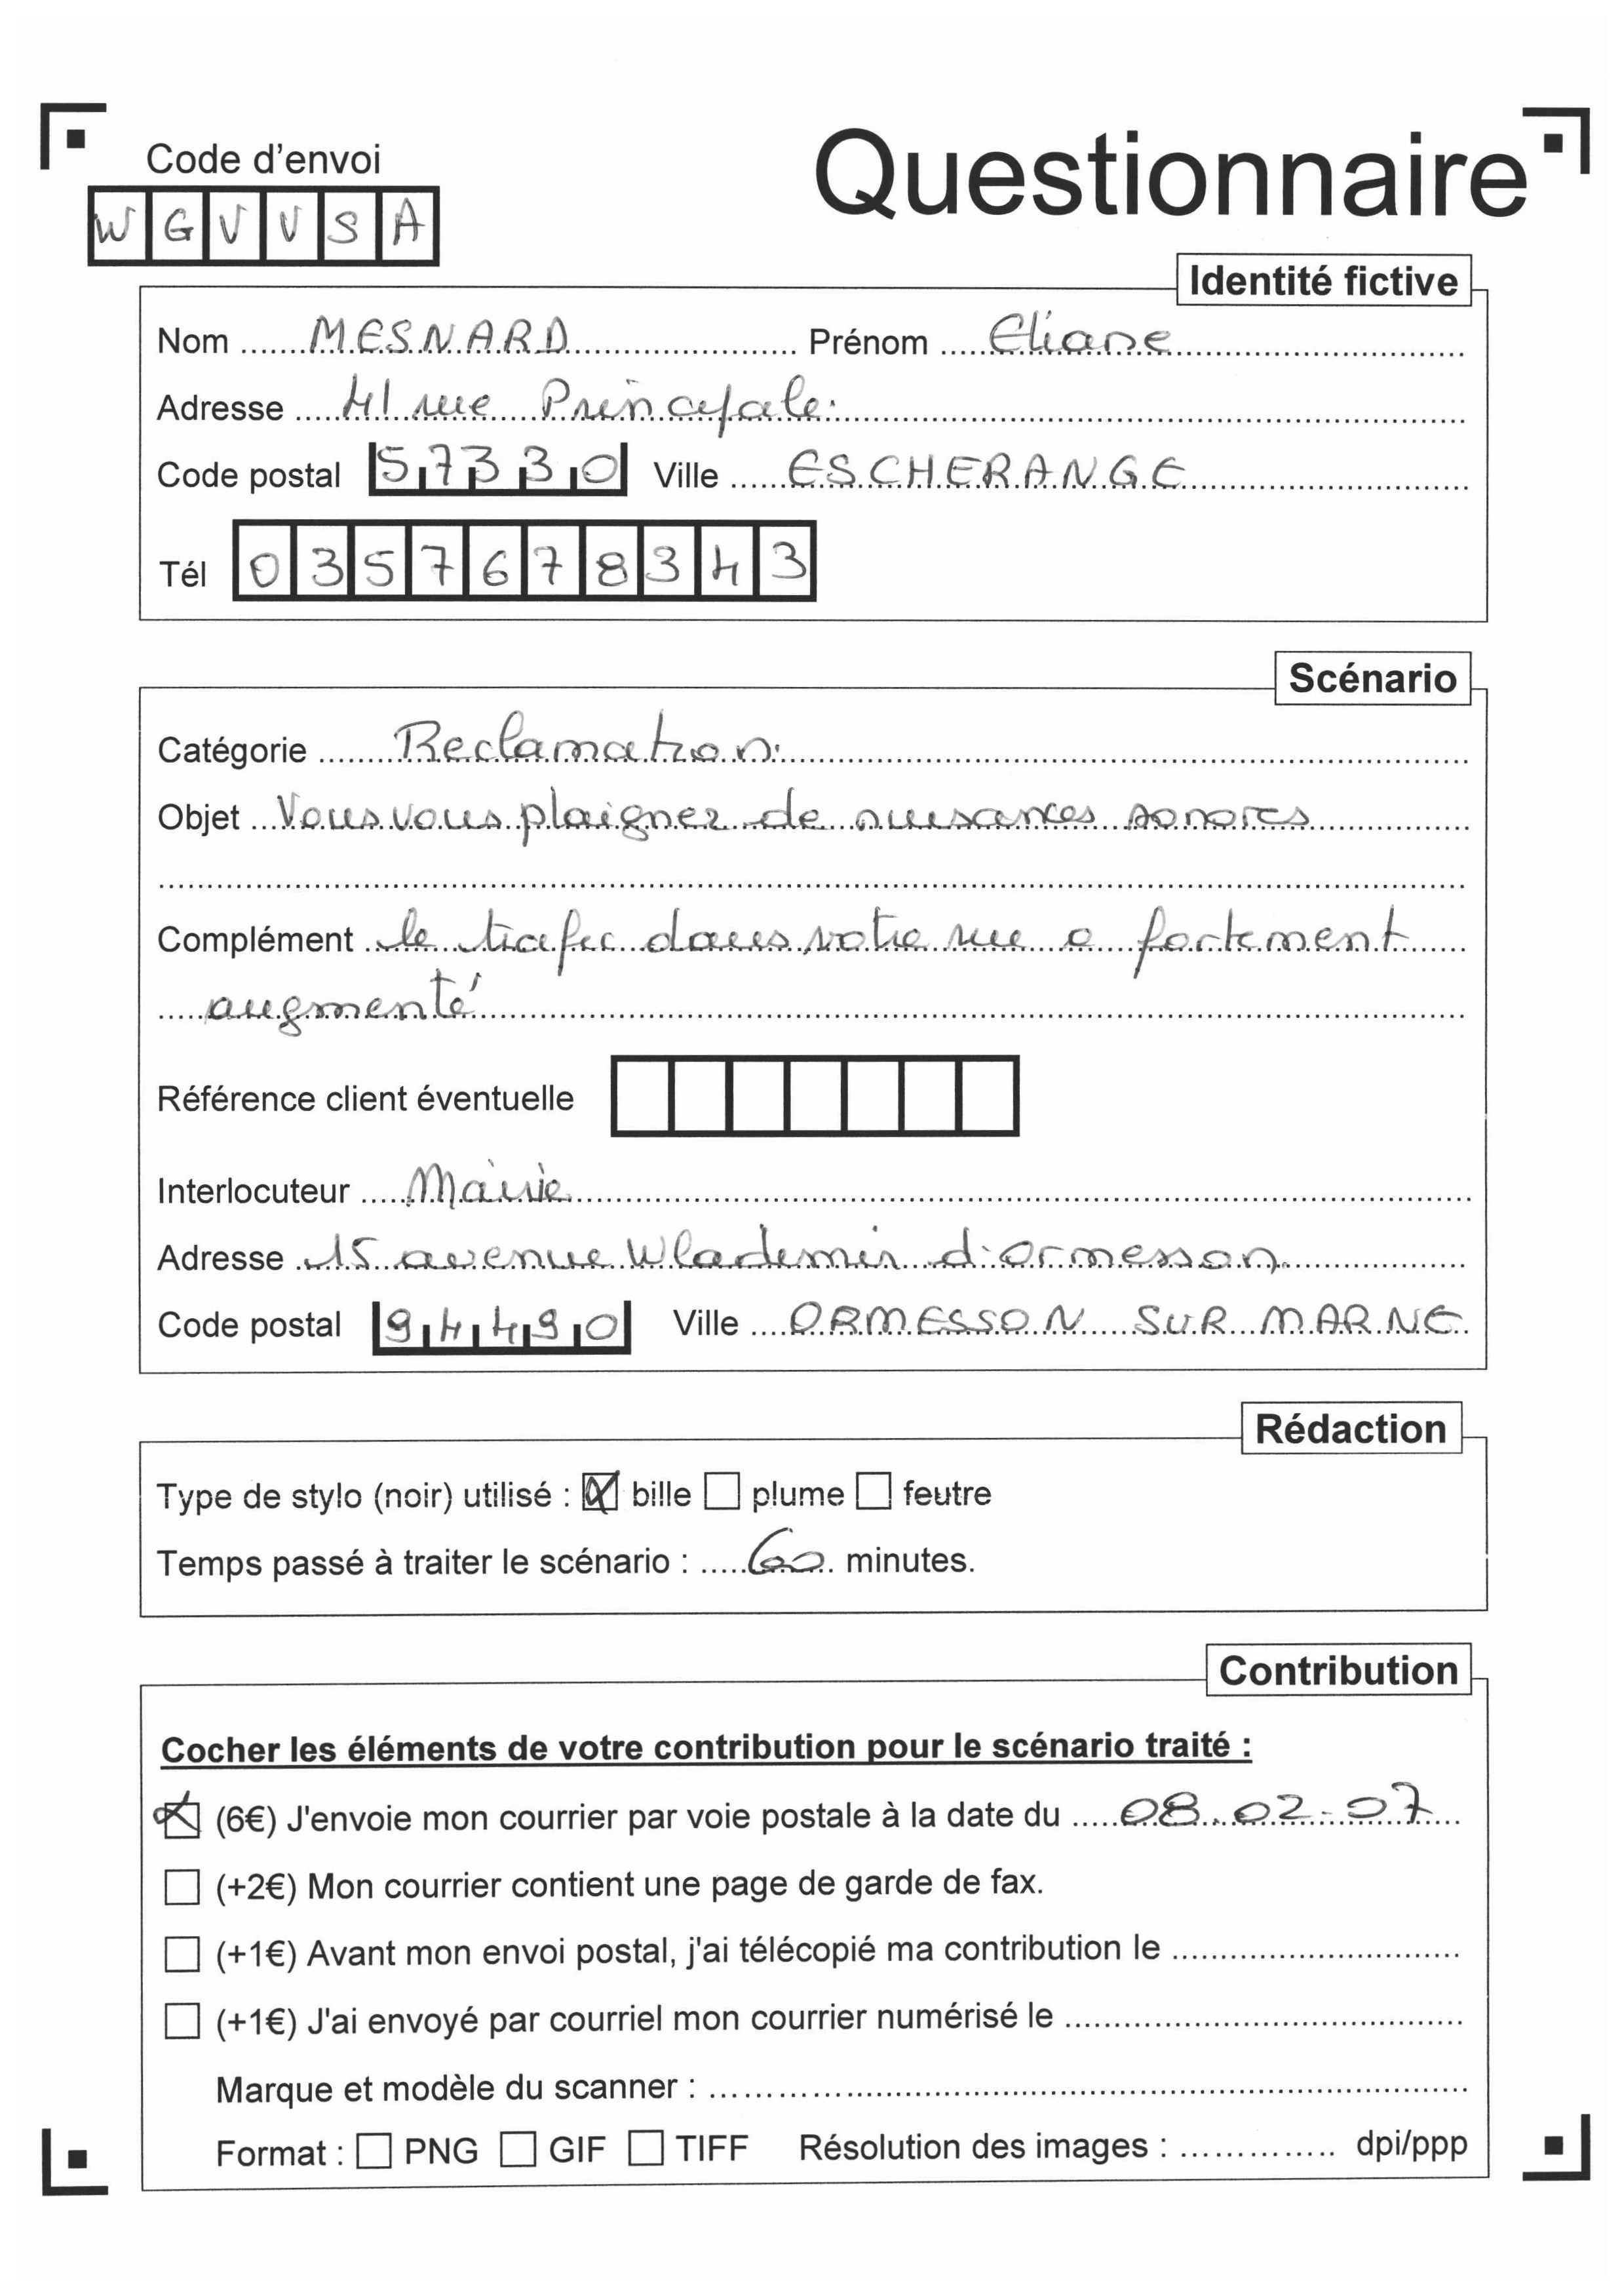 Code d'envoi
Questionnaire
W G V V S A
Identité fictive
Nom MESNARD Prénom Eliane
Adresse 41 rue Principale
Code postal 57330 Ville ESCHERANGE
Tél 0357678343
Scénario
Catégorie Reclamation
Objet Vous vous plaignez de nuisances sonores
Complément le trafic dans votre rue a fortement
augmenté
Référence client éventuelle
Interlocuteur Mairie
Adresse 15 avenue Wlademir d'ormesson
Code postal 94490 Ville ORMESSON SUR MARNE
Rédaction
Type de stylo (noir) utilisé : bille plume feutre
Temps passé à traiter le scénario : 60 minutes.
Contribution
Cocher les éléments de votre contribution pour le scénario traité :
(6€) J'envoie mon courrier par voie postale à la date du 08.02.07
(+2€) Mon courrier contient une page de garde de fax.
(+1€) Avant mon envoi postal, j'ai télécopié ma contribution le
(+1€) J'ai envoyé par courriel mon courrier numérisé le
Marque et modèle du scanner :
Format : PNG GIF TIFF Résolution des images : dpi/ppp